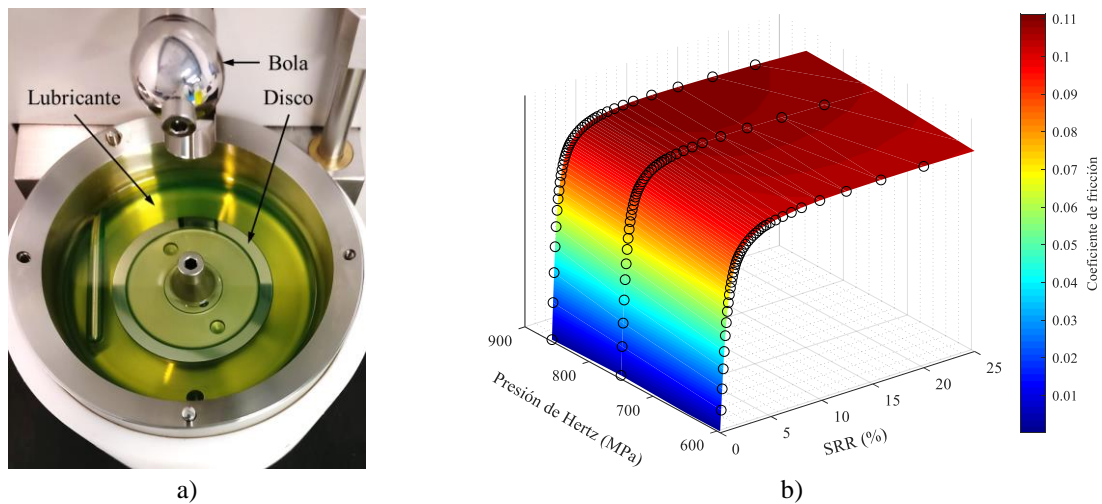 Bola
Lubricante
Disco
a)
900
800
700
600
Presión de Hertz (MPa)
0
5
10
15
20
25
SRR (%)
0.11
0.10
0.09
0.08
0.07
0.06
0.05
0.04
0.03
0.02
0.01
Coeficiente de fricción
b)